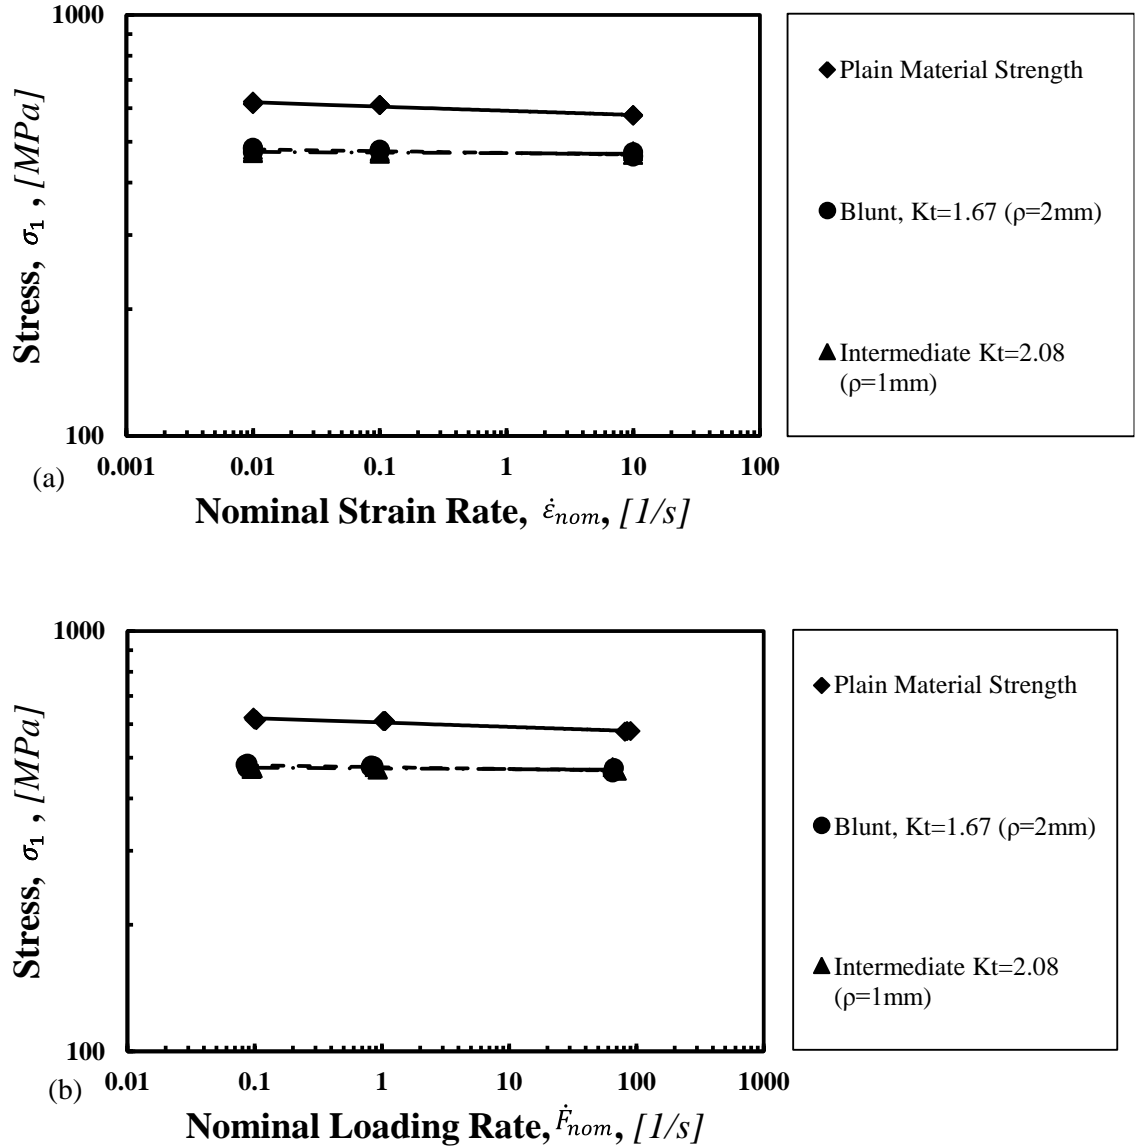 1000
Stress, σ₁ , [MPa]
100
0.001 0.01 0.1 1 10 100
(a)
Nominal Strain Rate, ε̇ₙₒₘ, [1/s]
Plain Material Strength
Blunt, Kt=1.67 (ρ=2mm)
Intermediate Kt=2.08
(ρ=1mm)
1000
Stress, σ₁ , [MPa]
100
0.01 0.1 1 10 100 1000
(b)
Nominal Loading Rate, Ḟₙₒₘ, [1/s]
Plain Material Strength
Blunt, Kt=1.67 (ρ=2mm)
Intermediate Kt=2.08
(ρ=1mm)